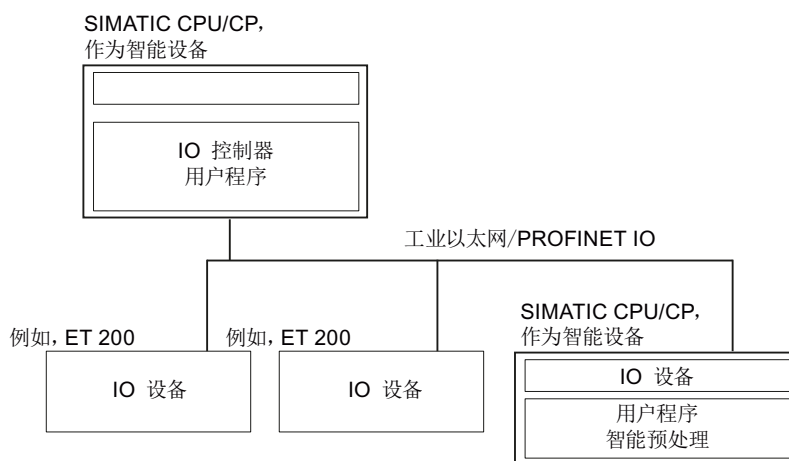 SIMATIC CPU/CP,
作为智能设备
IO 控制器
用户程序
工业以太网/PROFINET IO
例如, ET 200
例如, ET 200
SIMATIC CPU/CP,
作为智能设备
IO 设备
IO 设备
IO 设备
用户程序
智能预处理